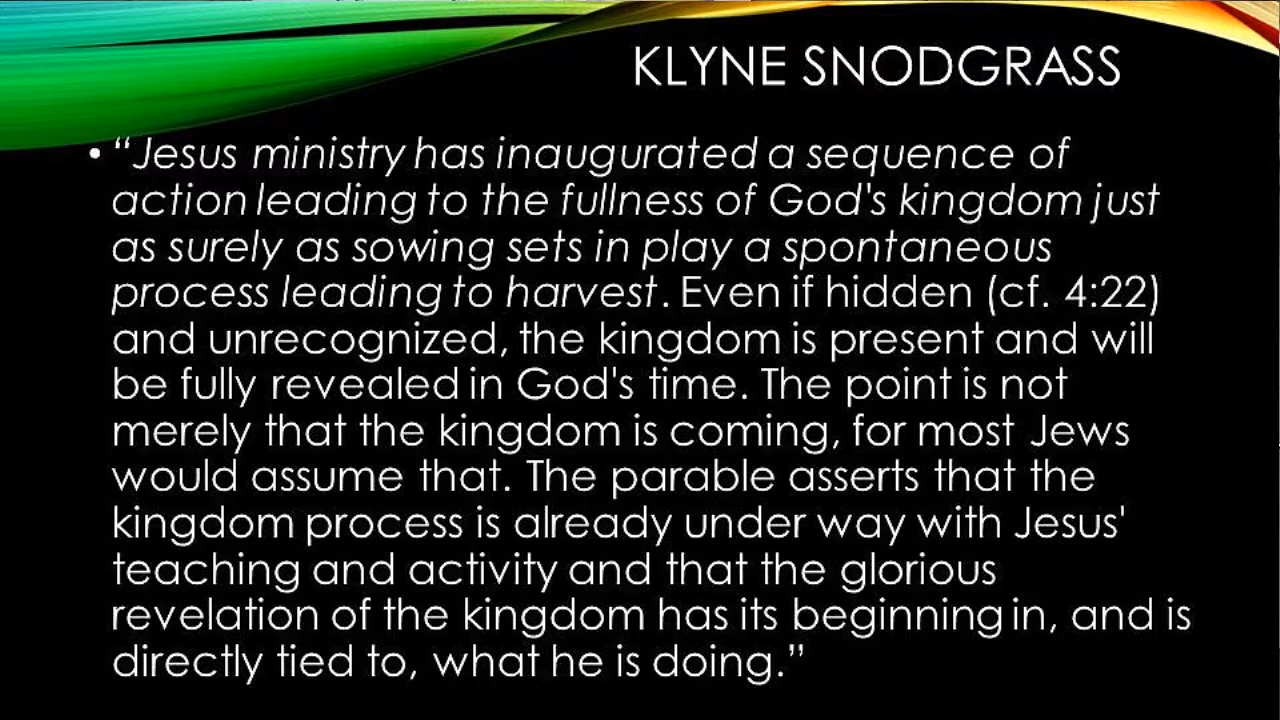 KLYNE SNODGRASS
• “Jesus ministry has inaugurated a sequence of
action leading to the fullness of God's kingdom just
as surely as sowing sets in play a spontaneous
process leading to harvest. Even if hidden (cf. 4:22)
and unrecognized, the kingdom is present and will
be fully revealed in God's time. The point is not
merely that the kingdom is coming, for most Jews
would assume that. The parable asserts that the
kingdom process is already under way with Jesus'
teaching and activity and that the glorious
revelation of the kingdom has its beginning in, and is
directly tied to, what he is doing.”